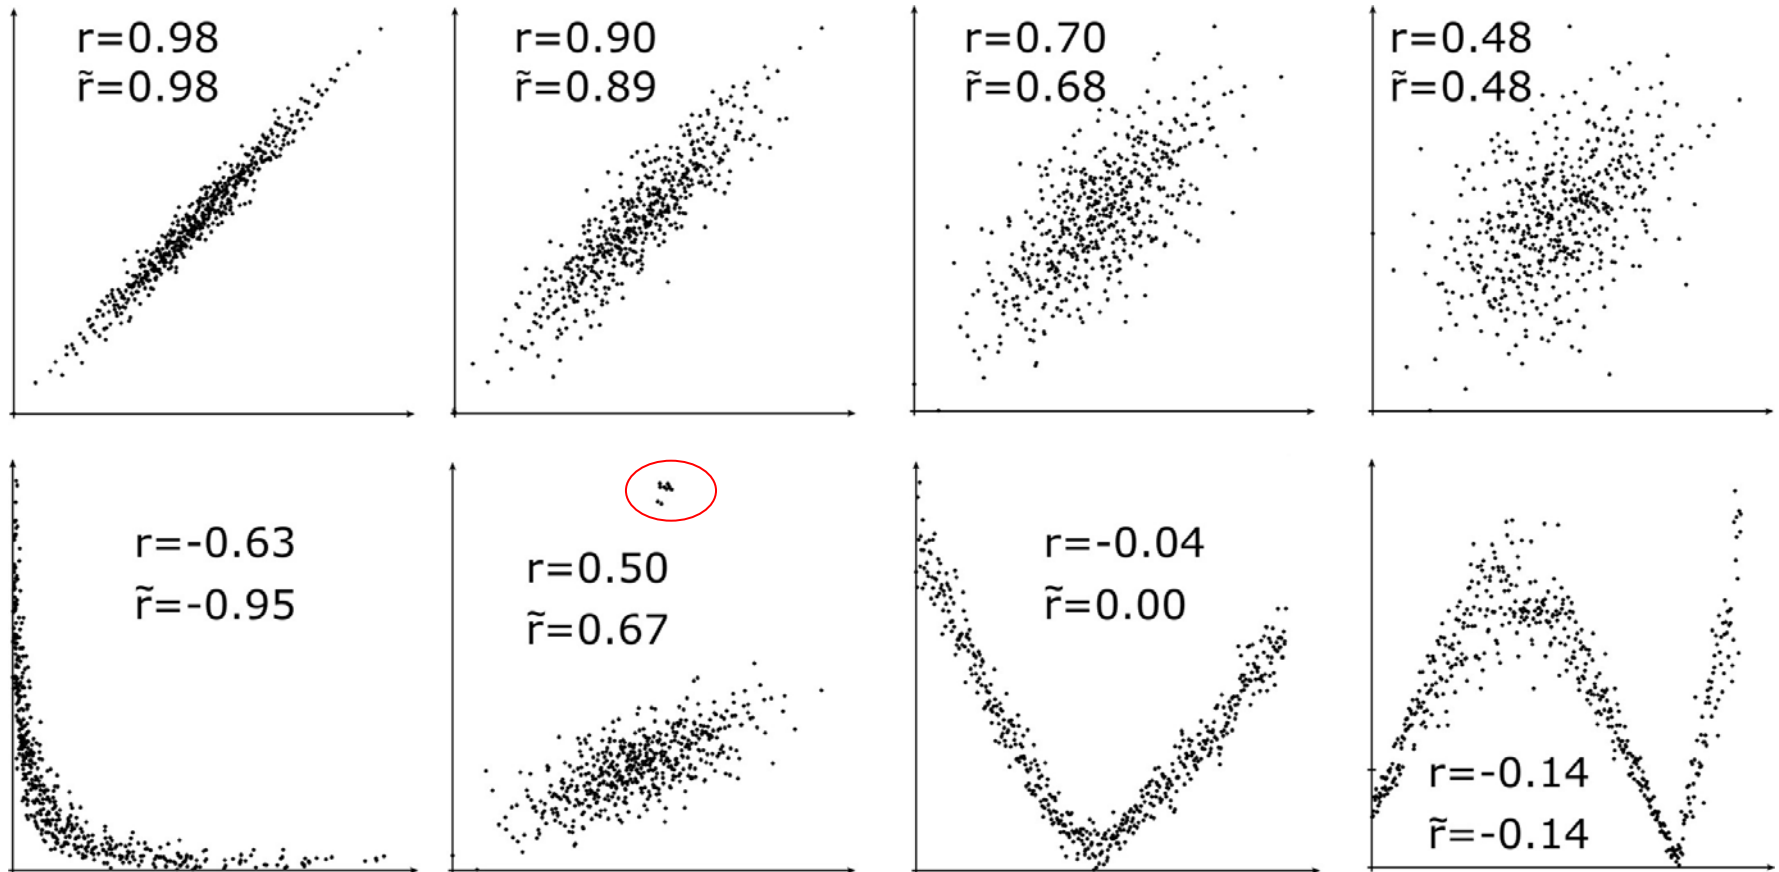 r=0.98
r̃=0.98
r=0.90
r̃=0.89
r=0.70
r̃=0.68
r=0.48
r̃=0.48
r=-0.63
r̃=-0.95
r=0.50
r̃=0.67
r=-0.04
r̃=0.00
r=-0.14
r̃=-0.14